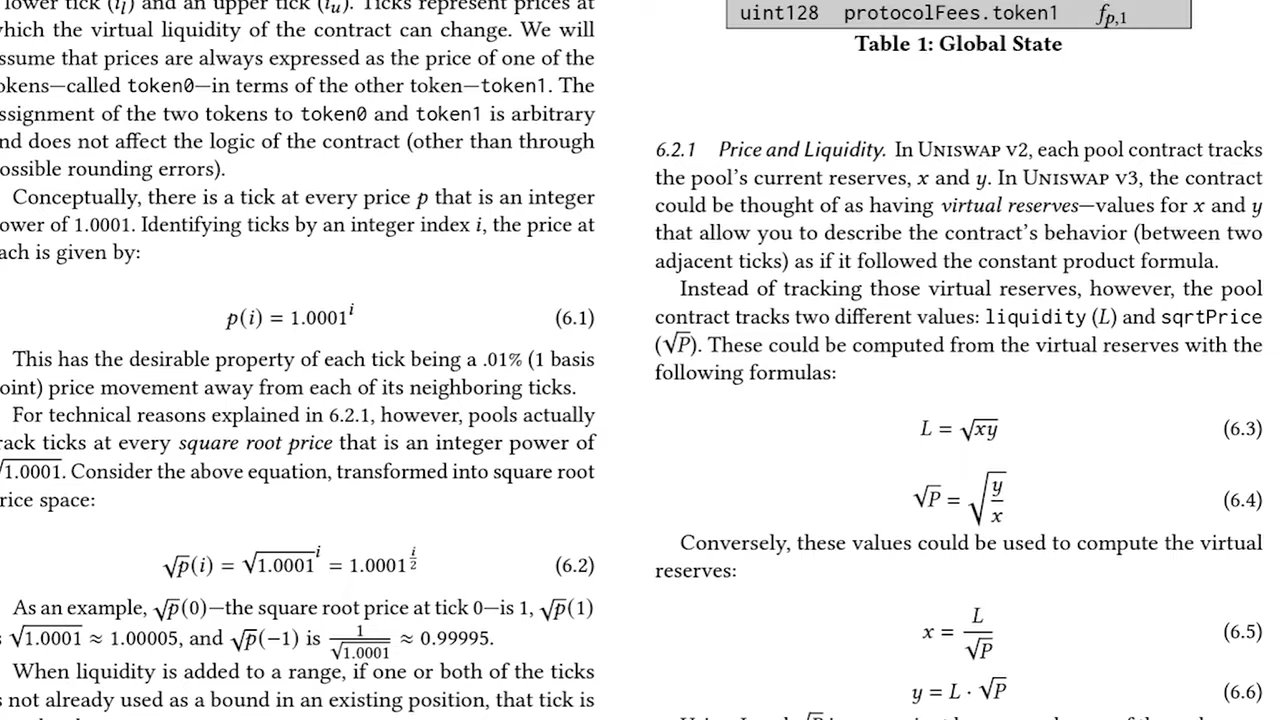 lower tick (i_l) and an upper tick (i_u). Ticks represent prices at
which the virtual liquidity of the contract can change. We will
assume that prices are always expressed as the price of one of the
tokens—called token0—in terms of the other token—token1. The
assignment of the two tokens to token0 and token1 is arbitrary
and does not affect the logic of the contract (other than through
possible rounding errors).
Conceptually, there is a tick at every price p that is an integer
power of 1.0001. Identifying ticks by an integer index i, the price at
each is given by:
p(i) = 1.0001^i (6.1)
This has the desirable property of each tick being a .01% (1 basis
point) price movement away from each of its neighboring ticks.
For technical reasons explained in 6.2.1, however, pools actually
track ticks at every square root price that is an integer power of
√1.0001. Consider the above equation, transformed into square root
price space:
√p(i) = √1.0001^i = 1.0001^(i/2) (6.2)
As an example, √p(0)—the square root price at tick 0—is 1, √p(1)
is √1.0001 ≈ 1.00005, and √p(−1) is 1/√1.0001 ≈ 0.99995.
When liquidity is added to a range, if one or both of the ticks
is not already used as a bound in an existing position, that tick is
uint128 protocolFees.token1 f_p,1
Table 1: Global State
6.2.1 Price and Liquidity. In Uniswap v2, each pool contract tracks
the pool's current reserves, x and y. In Uniswap v3, the contract
could be thought of as having virtual reserves—values for x and y
that allow you to describe the contract's behavior (between two
adjacent ticks) as if it followed the constant product formula.
Instead of tracking those virtual reserves, however, the pool
contract tracks two different values: liquidity (L) and sqrtPrice
(√P). These could be computed from the virtual reserves with the
following formulas:
L = √xy (6.3)
√P = √(y/x) (6.4)
Conversely, these values could be used to compute the virtual
reserves:
x = L/√P (6.5)
y = L · √P (6.6)